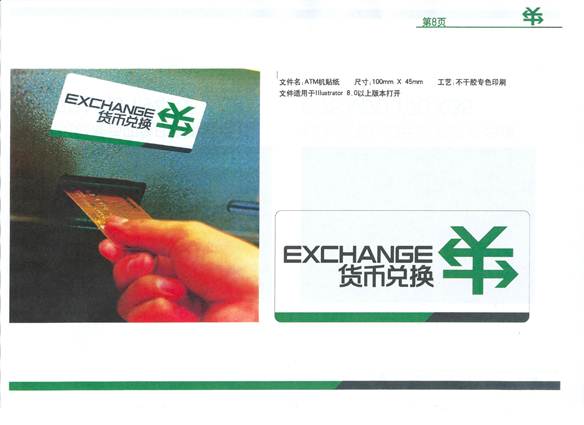 第8页
文件名:ATM机贴纸 尺寸:100mm X 45mm 工艺:不干胶专色印刷
文件适用于Illustrator 8.0以上版本打开
EXCHANGE
货币兑换
EXCHANGE
货币兑换